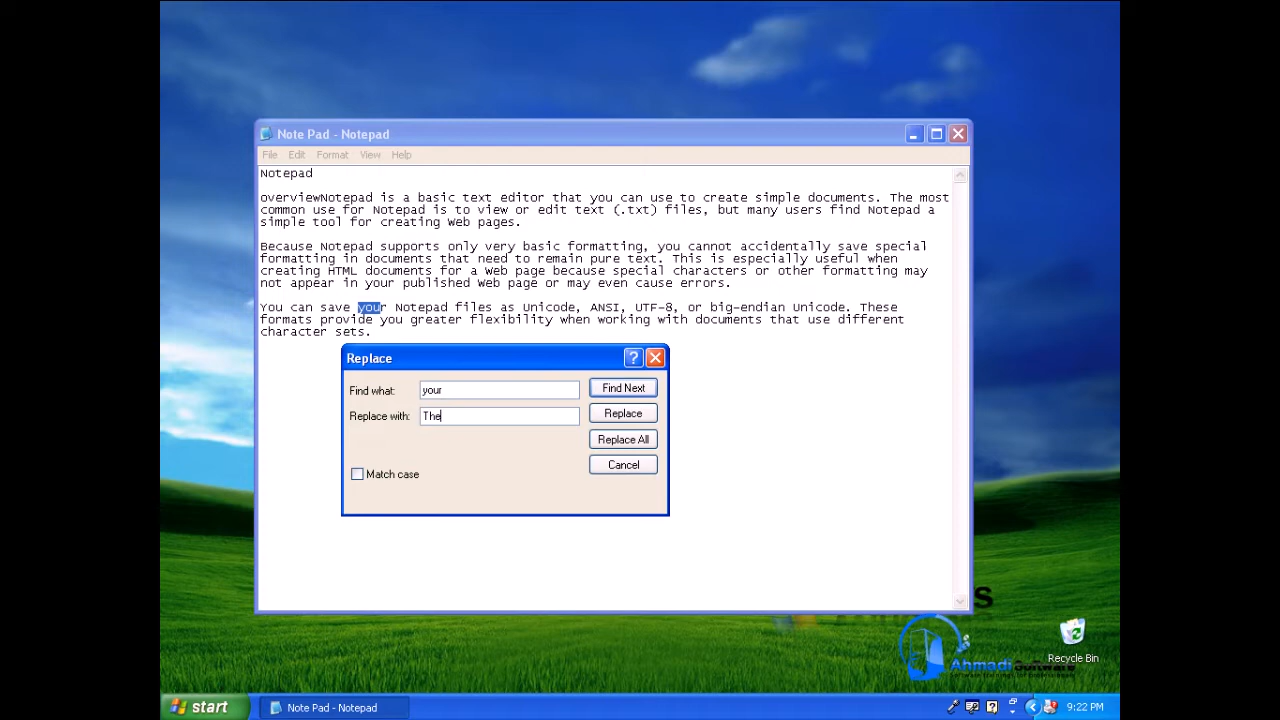 Note Pad - Notepad
File Edit Format View Help
Notepad
overviewNotepad is a basic text editor that you can use to create simple documents. The most
common use for Notepad is to view or edit text (.txt) files, but many users find Notepad a
simple tool for creating Web pages.
Because Notepad supports only very basic formatting, you cannot accidentally save special
formatting in documents that need to remain pure text. This is especially useful when
creating HTML documents for a Web page because special characters or other formatting may
not appear in your published Web page or may even cause errors.
You can save your Notepad files as Unicode, ANSI, UTF-8, or big-endian Unicode. These
formats provide you greater flexibility when working with documents that use different
character sets.
Replace
Find what: your Find Next
Replace with: The Replace
Replace All
Cancel
Match case
Recycle Bin
Ahmadi Software
start Note Pad - Notepad 9:22 PM